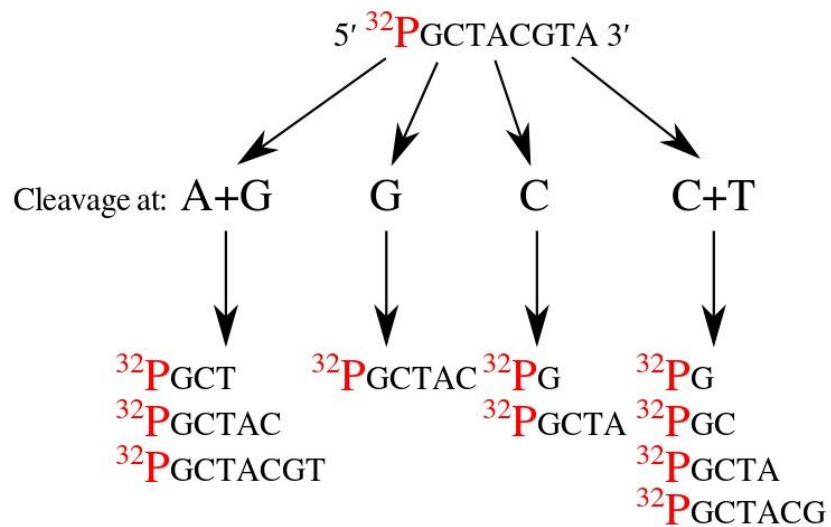 5′ ³²PGCTACGTA 3′
Cleavage at: A+G G C C+T
³²PGCT ³²PGCTAC ³²PG ³²PG
³²PGCTAC ³²PGCTA ³²PGC
³²PGCTACGT ³²PGCTA
³²PGCTACG